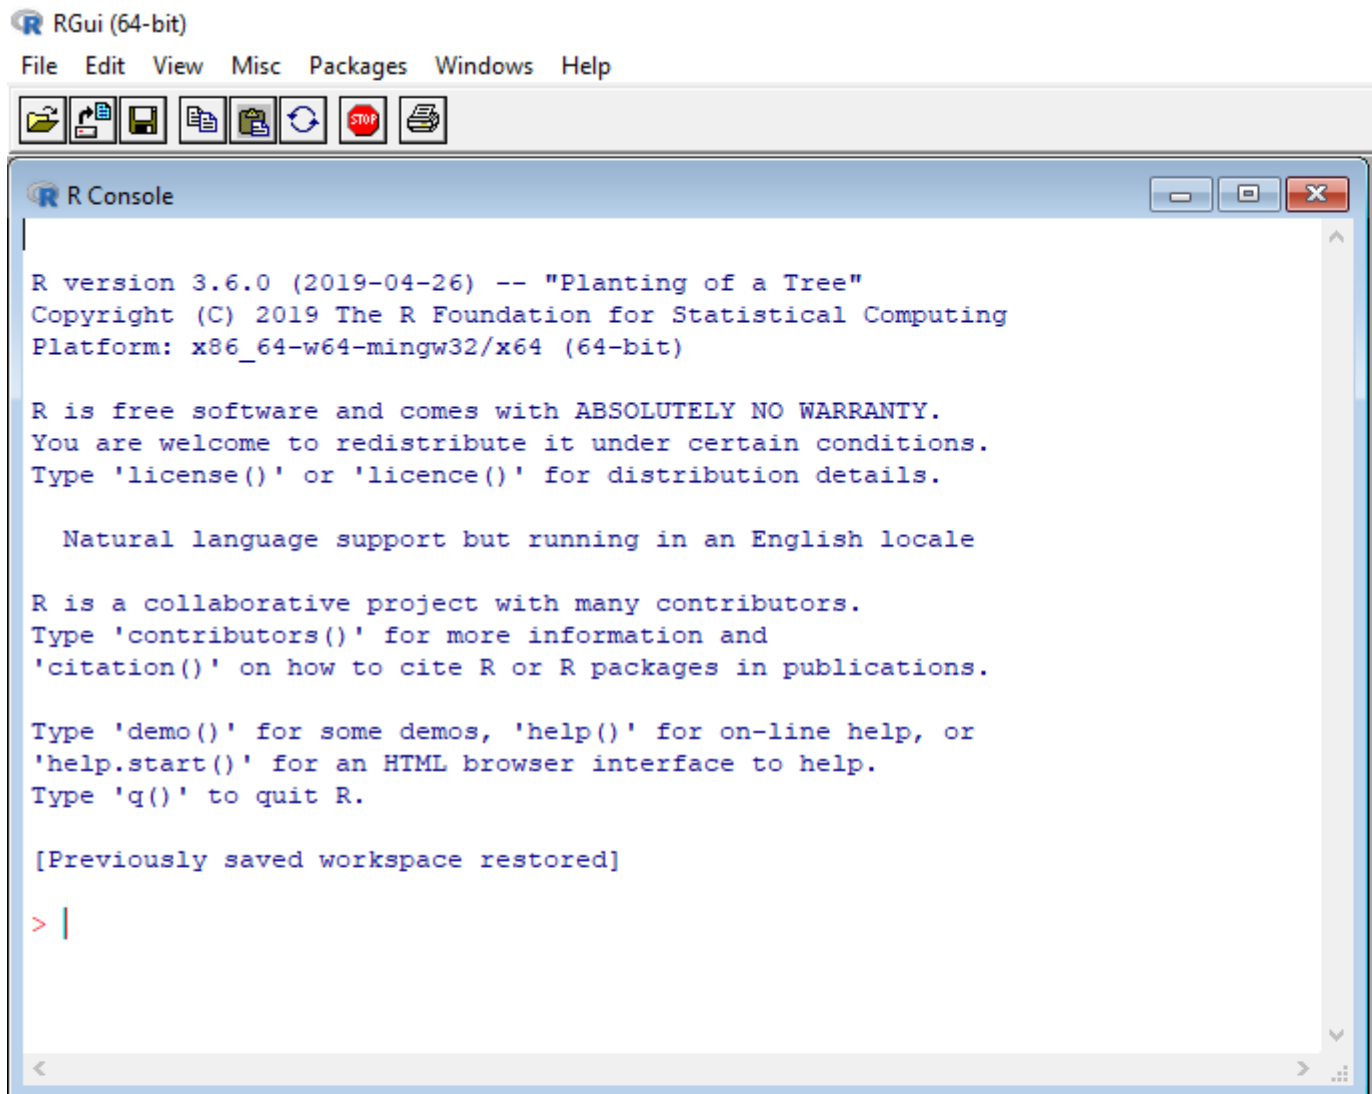 RGui (64-bit)
File Edit View Misc Packages Windows Help
STOP
R Console
R version 3.6.0 (2019-04-26) -- "Planting of a Tree"
Copyright (C) 2019 The R Foundation for Statistical Computing
Platform: x86_64-w64-mingw32/x64 (64-bit)
R is free software and comes with ABSOLUTELY NO WARRANTY.
You are welcome to redistribute it under certain conditions.
Type 'license()' or 'licence()' for distribution details.
Natural language support but running in an English locale
R is a collaborative project with many contributors.
Type 'contributors()' for more information and
'citation()' on how to cite R or R packages in publications.
Type 'demo()' for some demos, 'help()' for on-line help, or
'help.start()' for an HTML browser interface to help.
Type 'q()' to quit R.
[Previously saved workspace restored]
>